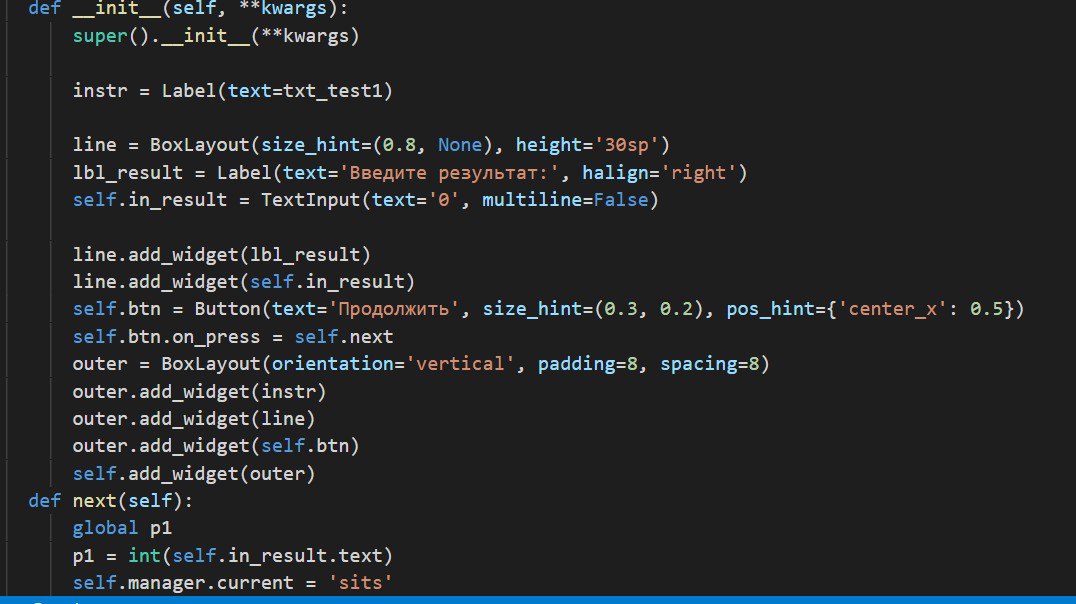 def __init__(self, **kwargs):
super().__init__(**kwargs)
instr = Label(text=txt_test1)
line = BoxLayout(size_hint=(0.8, None), height='30sp')
lbl_result = Label(text='Введите результат:', halign='right')
self.in_result = TextInput(text='0', multiline=False)
line.add_widget(lbl_result)
line.add_widget(self.in_result)
self.btn = Button(text='Продолжить', size_hint=(0.3, 0.2), pos_hint={'center_x': 0.5})
self.btn.on_press = self.next
outer = BoxLayout(orientation='vertical', padding=8, spacing=8)
outer.add_widget(instr)
outer.add_widget(line)
outer.add_widget(self.btn)
self.add_widget(outer)
def next(self):
global p1
p1 = int(self.in_result.text)
self.manager.current = 'sits'